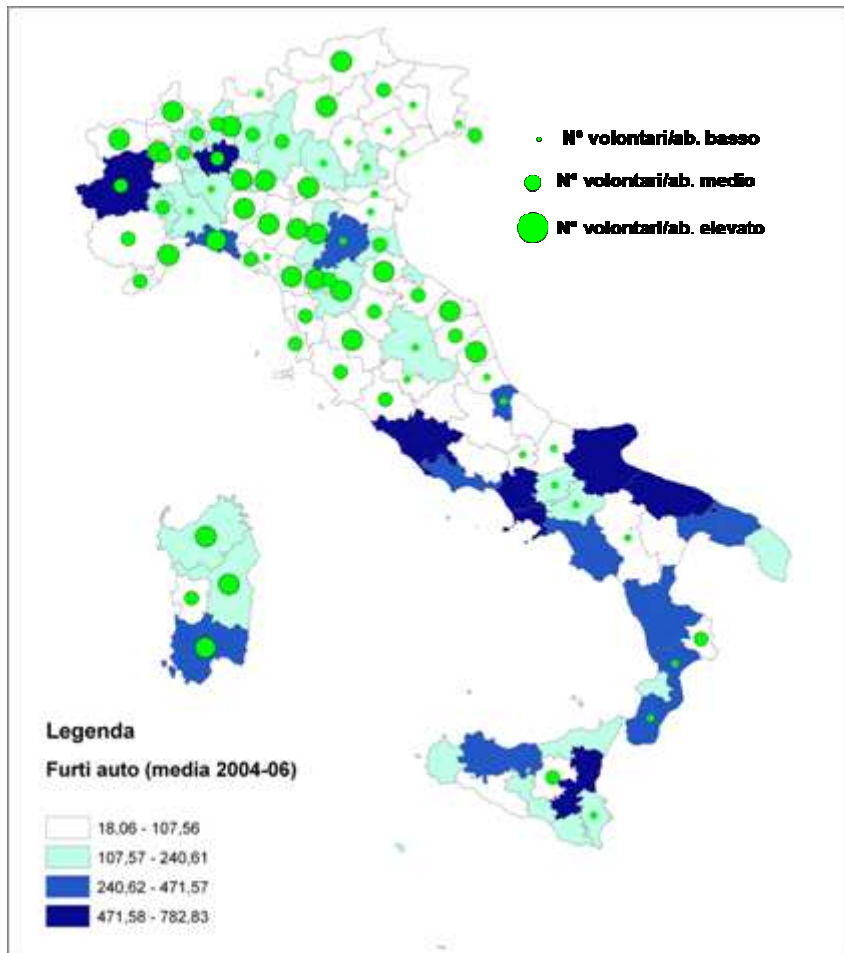 N° volontari/ab. basso
N° volontari/ab. medio
N° volontari/ab. elevato
Legenda
Furti auto (media 2004-06)
18,06 - 107,56
107,57 - 240,61
240,62 - 471,57
471,58 - 782,83